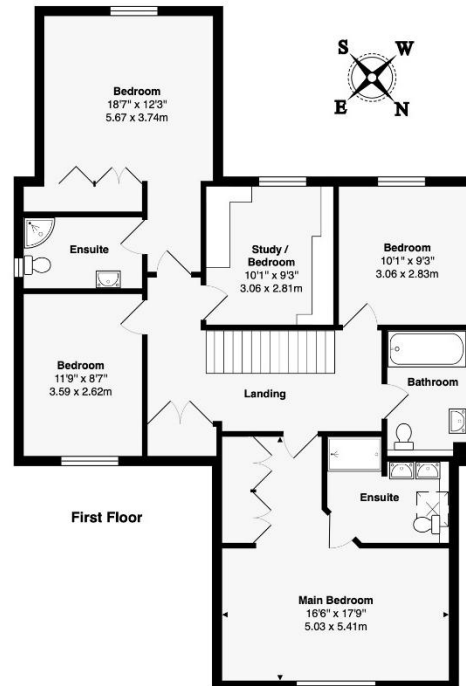 Bedroom
18'7" x 12'3"
5.67 x 3.74m
S W
E N
Ensuite
Study /
Bedroom
10'1" x 9'3"
3.06 x 2.81m
Bedroom
10'1" x 9'3"
3.06 x 2.83m
Bedroom
11'9" x 8'7"
3.59 x 2.62m
Landing
Bathroom
Ensuite
First Floor
Main Bedroom
16'6" x 17'9"
5.03 x 5.41m